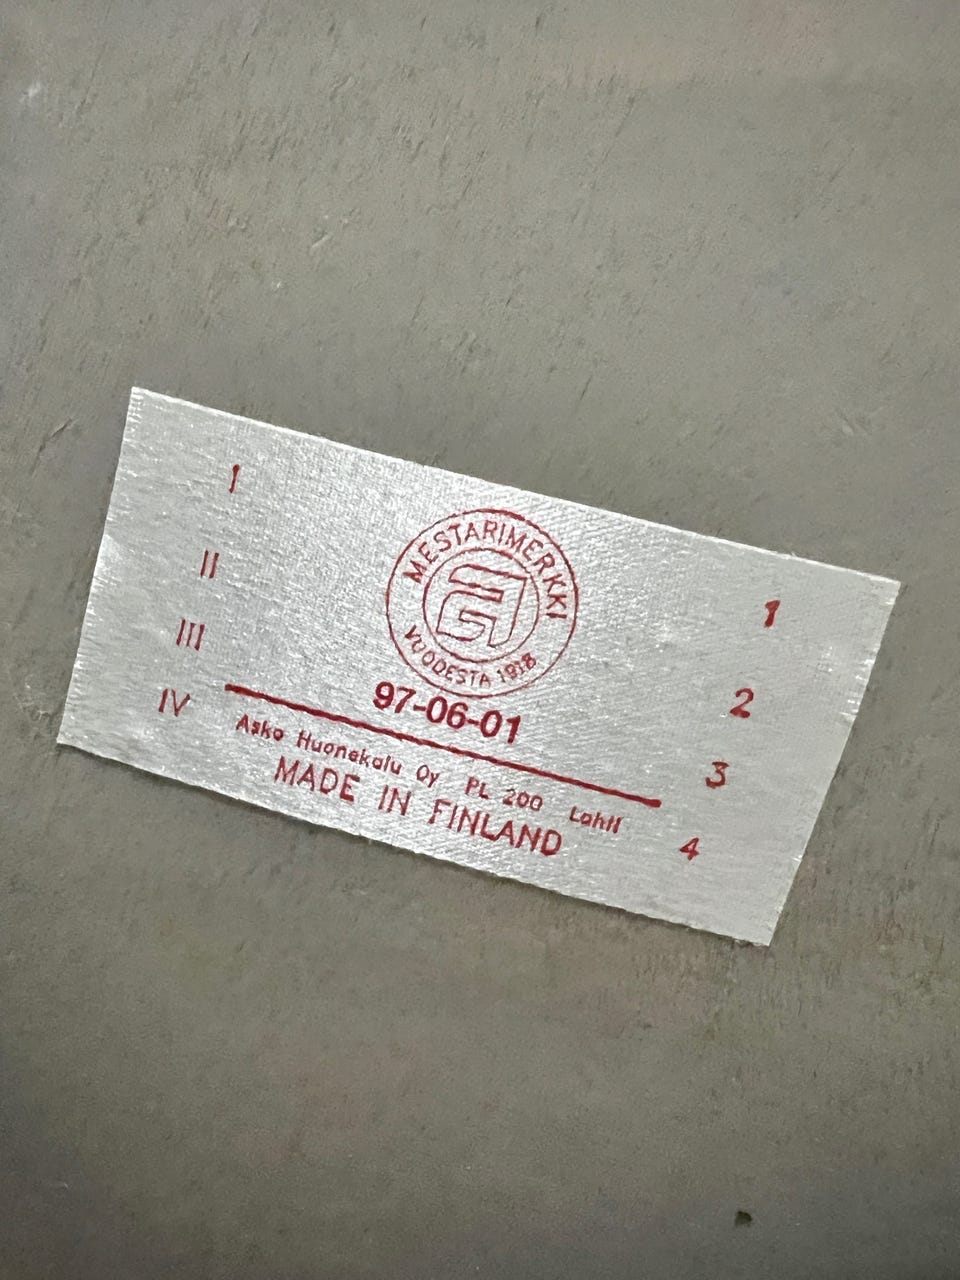 I
II
III
IV
MESTARIMERKKI
VUODESTA 1918
97-06-01
Asko Huonekalu Oy PL 200 Lahti
MADE IN FINLAND
1
2
3
4